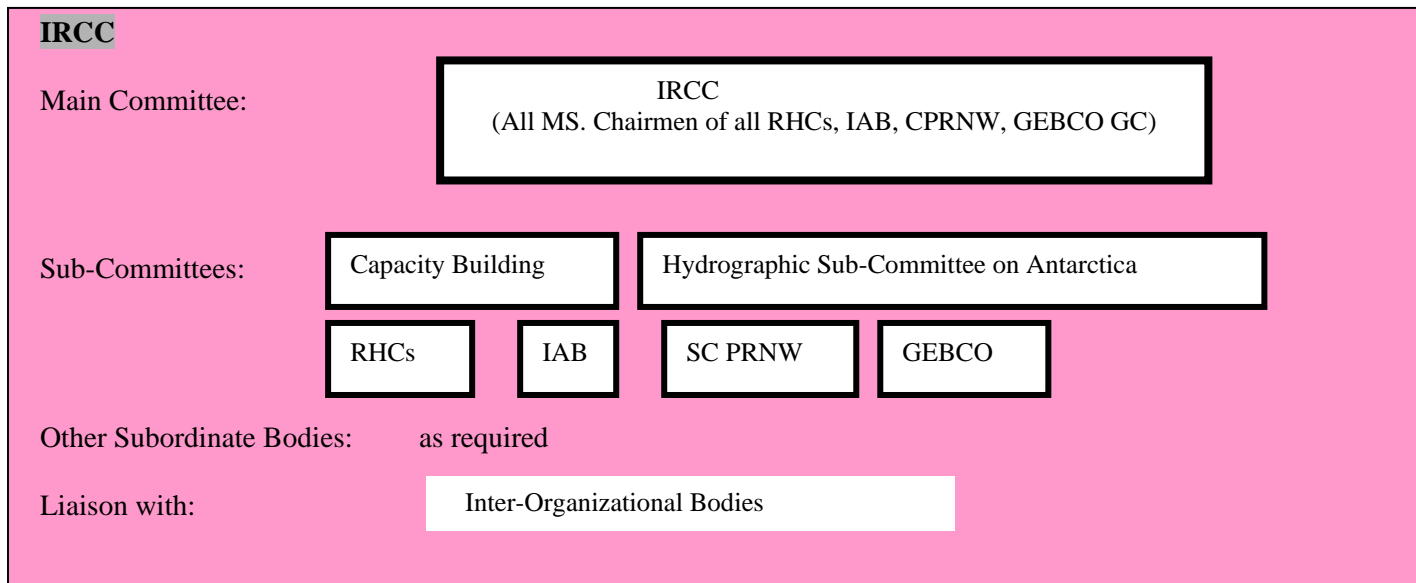 IRCC
Main Committee:
IRCC
(All MS. Chairmen of all RHCs, IAB, CPRNW, GEBCO GC)
Sub-Committees:
Capacity Building
Hydrographic Sub-Committee on Antarctica
RHCs
IAB
SC PRNW
GEBCO
Other Subordinate Bodies: as required
Liaison with:
Inter-Organizational Bodies